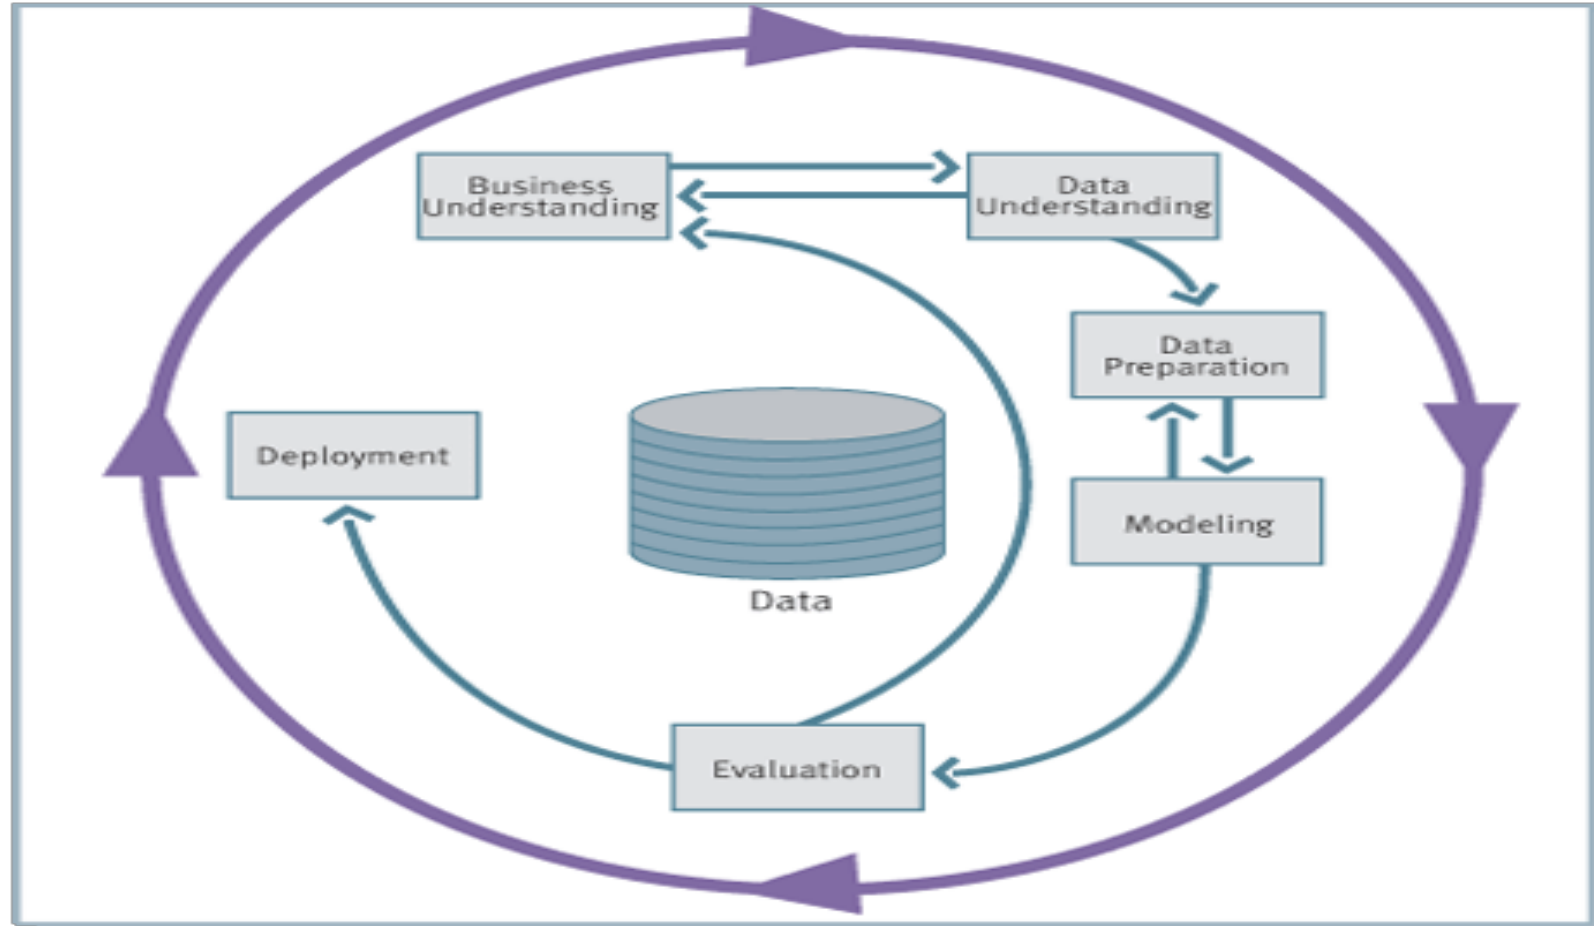 Business
Understanding
Data
Understanding
Data
Preparation
Deployment
Modeling
Data
Evaluation